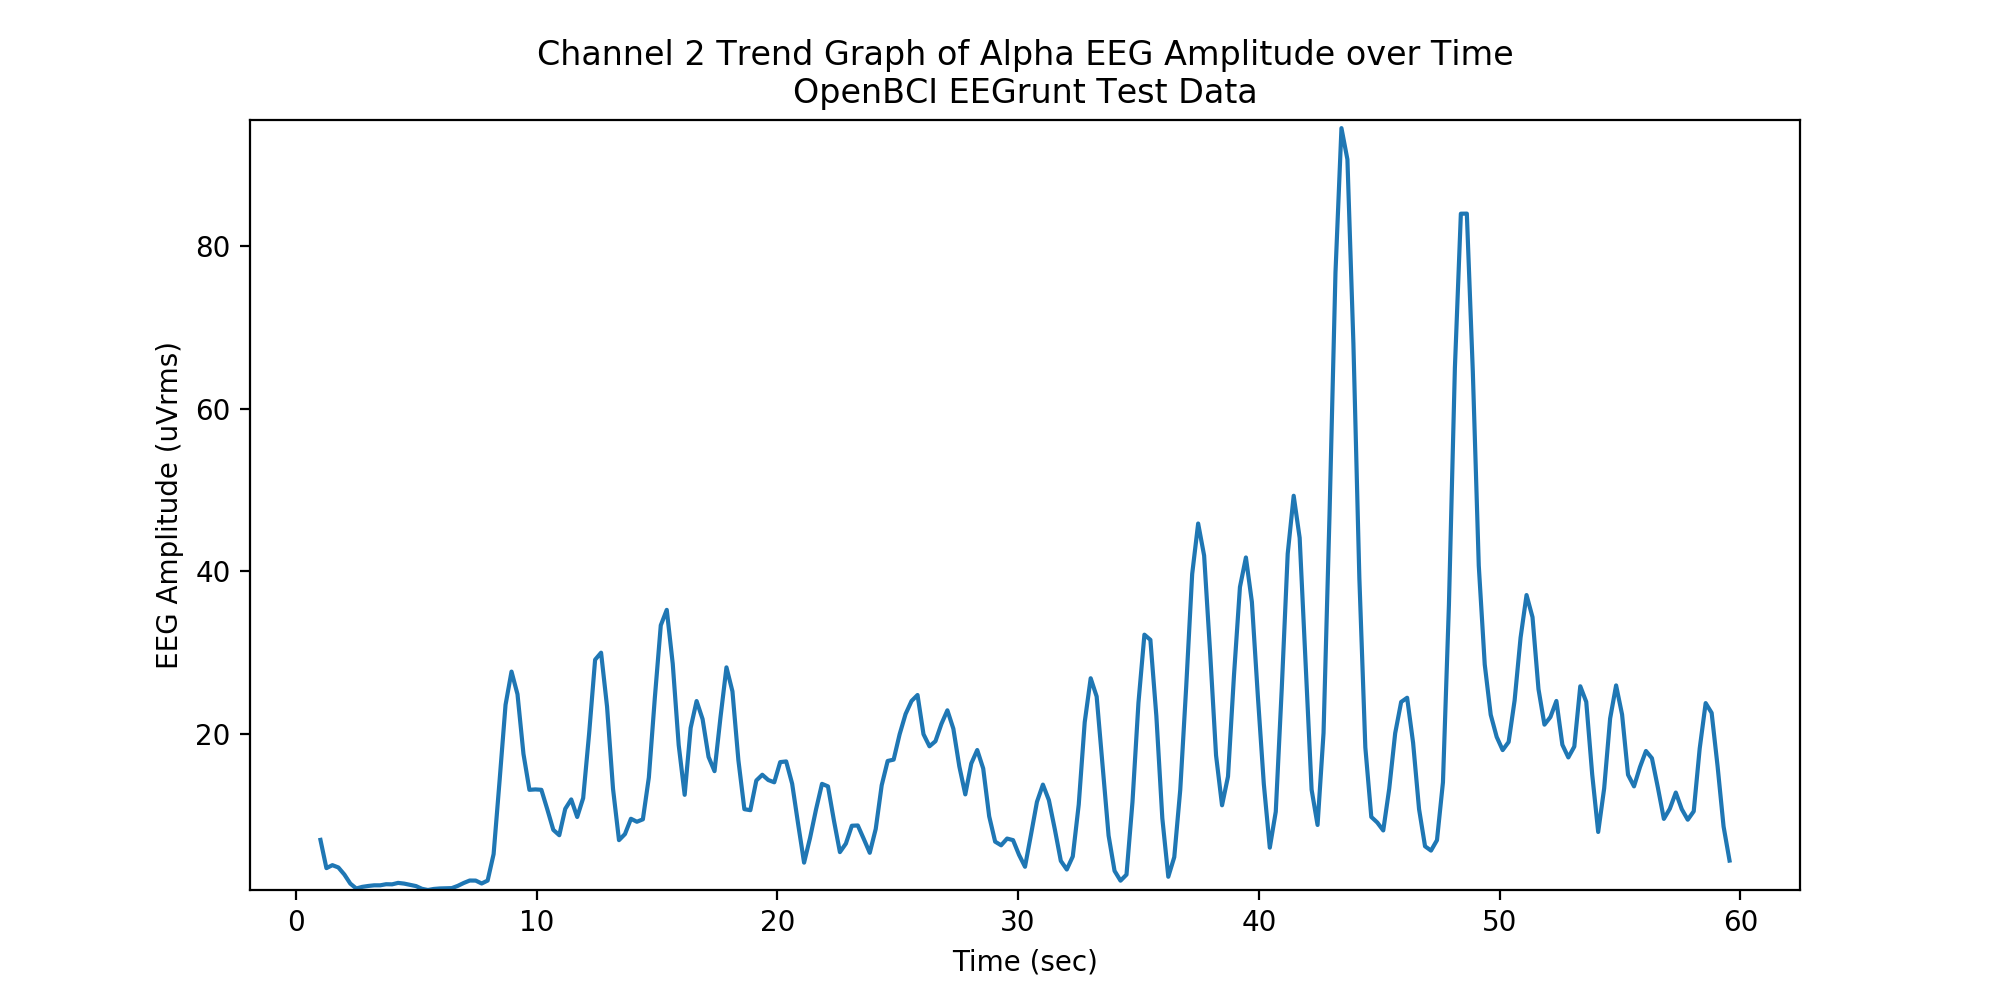 Channel 2 Trend Graph of Alpha EEG Amplitude over Time
OpenBCI EEGrunt Test Data
EEG Amplitude (uVrms)
80
60
40
20
0
10
20
30
40
50
60
Time (sec)